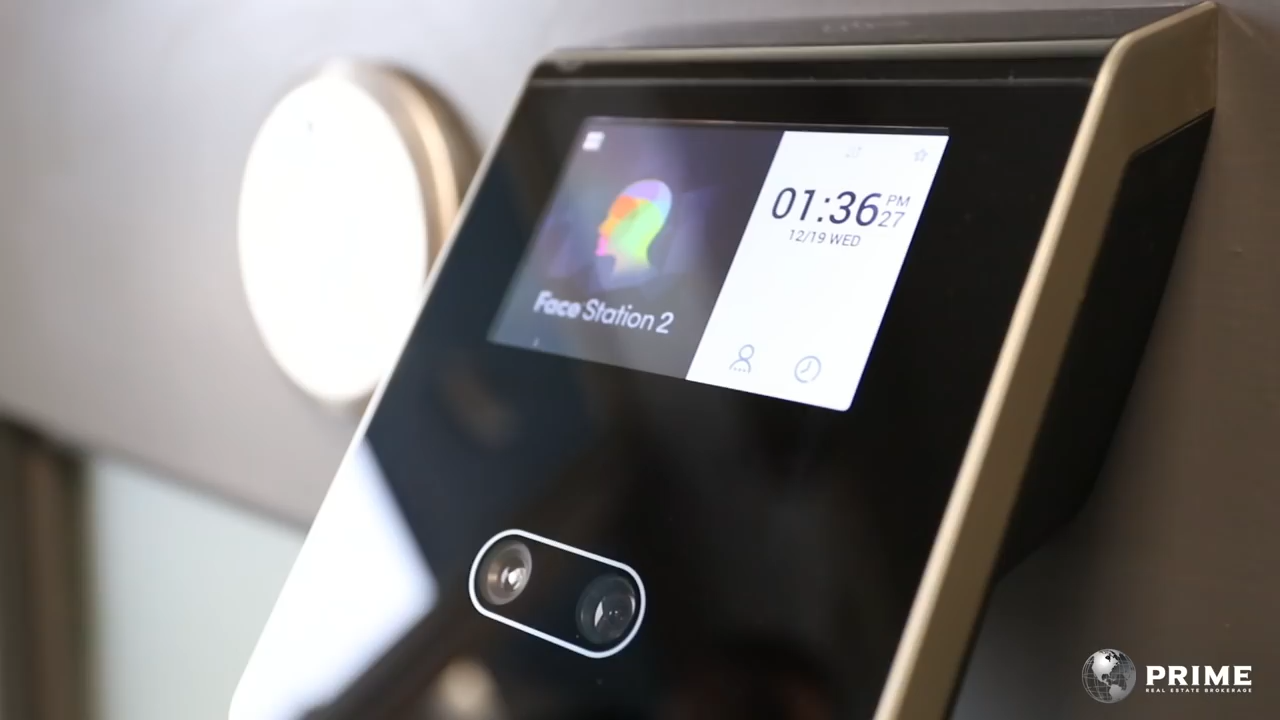 Face Station 2
01:36 PM
27
12/19 WED
PRIME
REAL ESTATE BROKERAGE